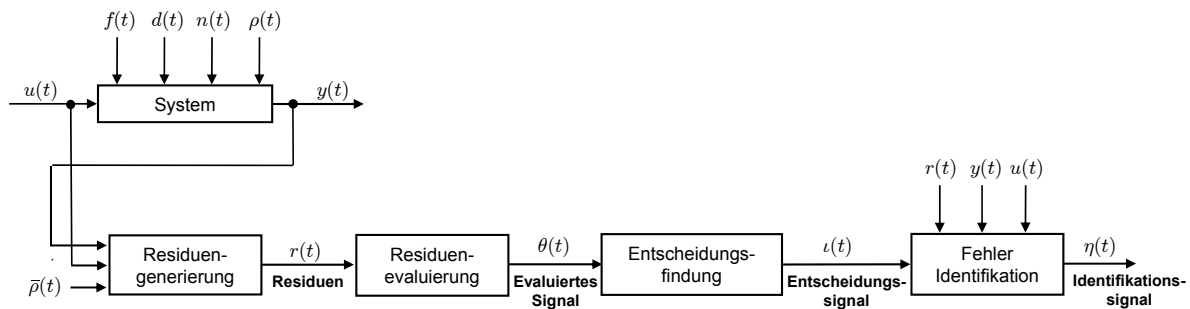 f(t) d(t) n(t) ρ(t)
u(t)
System
y(t)
r(t) y(t) u(t)
Residuen-
generierung
r(t)
Residuen
Residuen-
evaluierung
θ(t)
Evaluiertes
Signal
Entscheidungs-
findung
ι(t)
Entscheidungs-
signal
Fehler
Identifikation
η(t)
Identifikations-
signal
ρ̄(t)